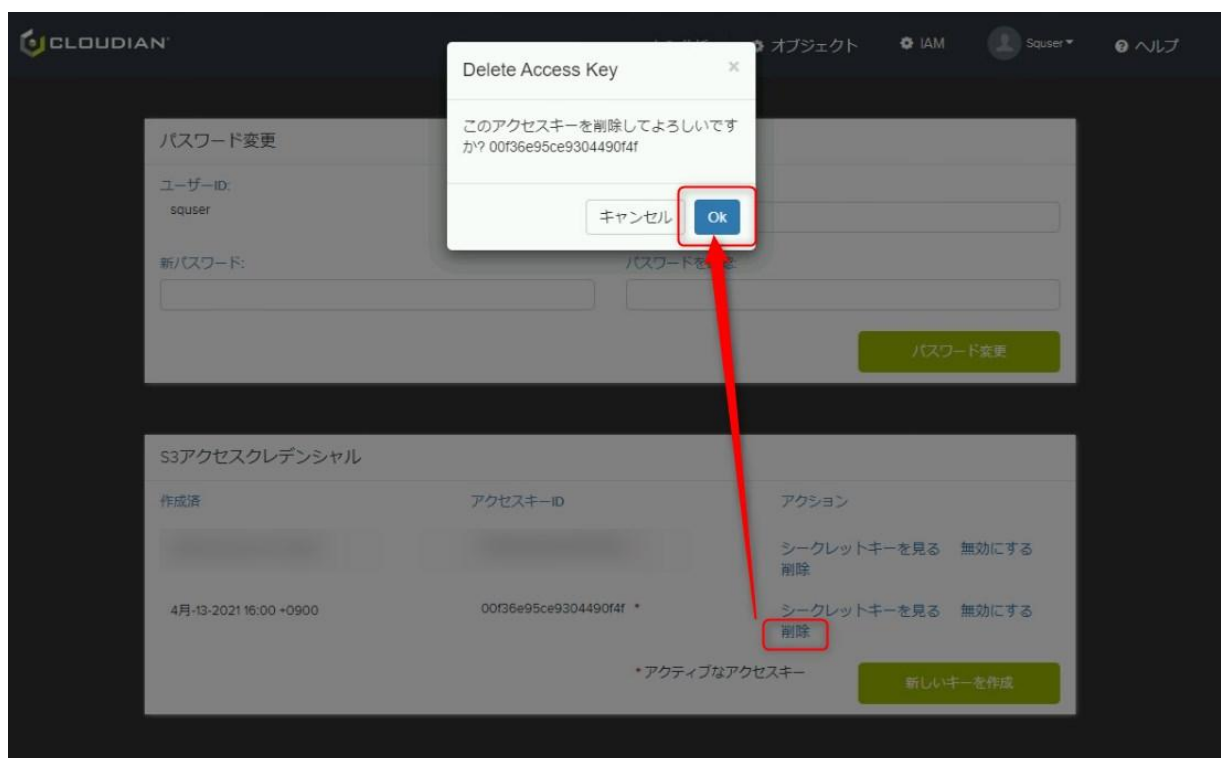 CLOUDIAN
オブジェクト
IAM
Squser
ヘルプ
Delete Access Key
×
このアクセスキーを削除してよろしいです
か? 00f36e95ce9304490f4f
キャンセル
Ok
パスワード変更
ユーザーID:
squser
新パスワード:
パスワードを
パスワード変更
S3アクセスクレデンシャル
作成済
アクセスキーID
アクション
シークレットキーを見る 無効にする
削除
4月-13-2021 16:00 +0900
00f36e95ce9304490f4f *
シークレットキーを見る 無効にする
削除
*アクティブなアクセスキー
新しいキーを作成